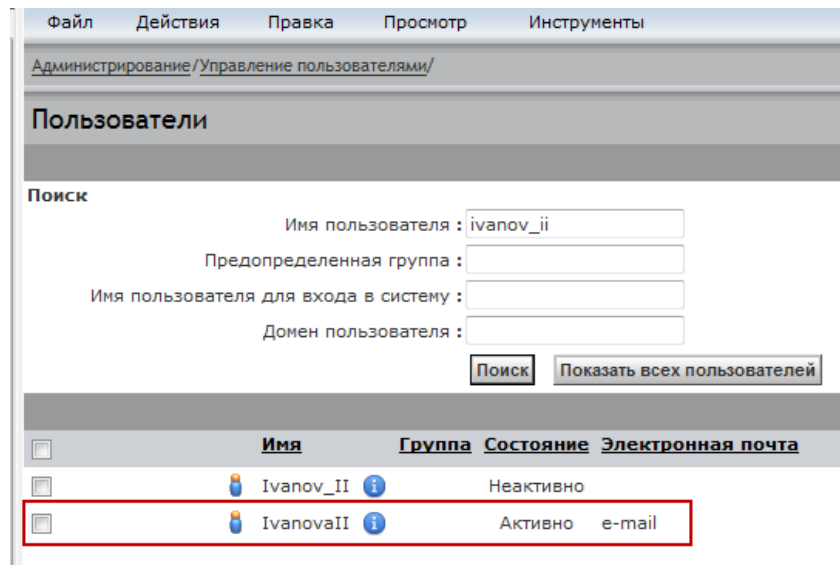 Файл Действия Правка Просмотр Инструменты
Администрирование/Управление пользователями/
Пользователи
Поиск
Имя пользователя : ivanov_ii
Предопределенная группа :
Имя пользователя для входа в систему :
Домен пользователя :
Поиск Показать всех пользователей
Имя Группа Состояние Электронная почта
Ivanov_II Неактивно
IvanovaII Активно e-mail